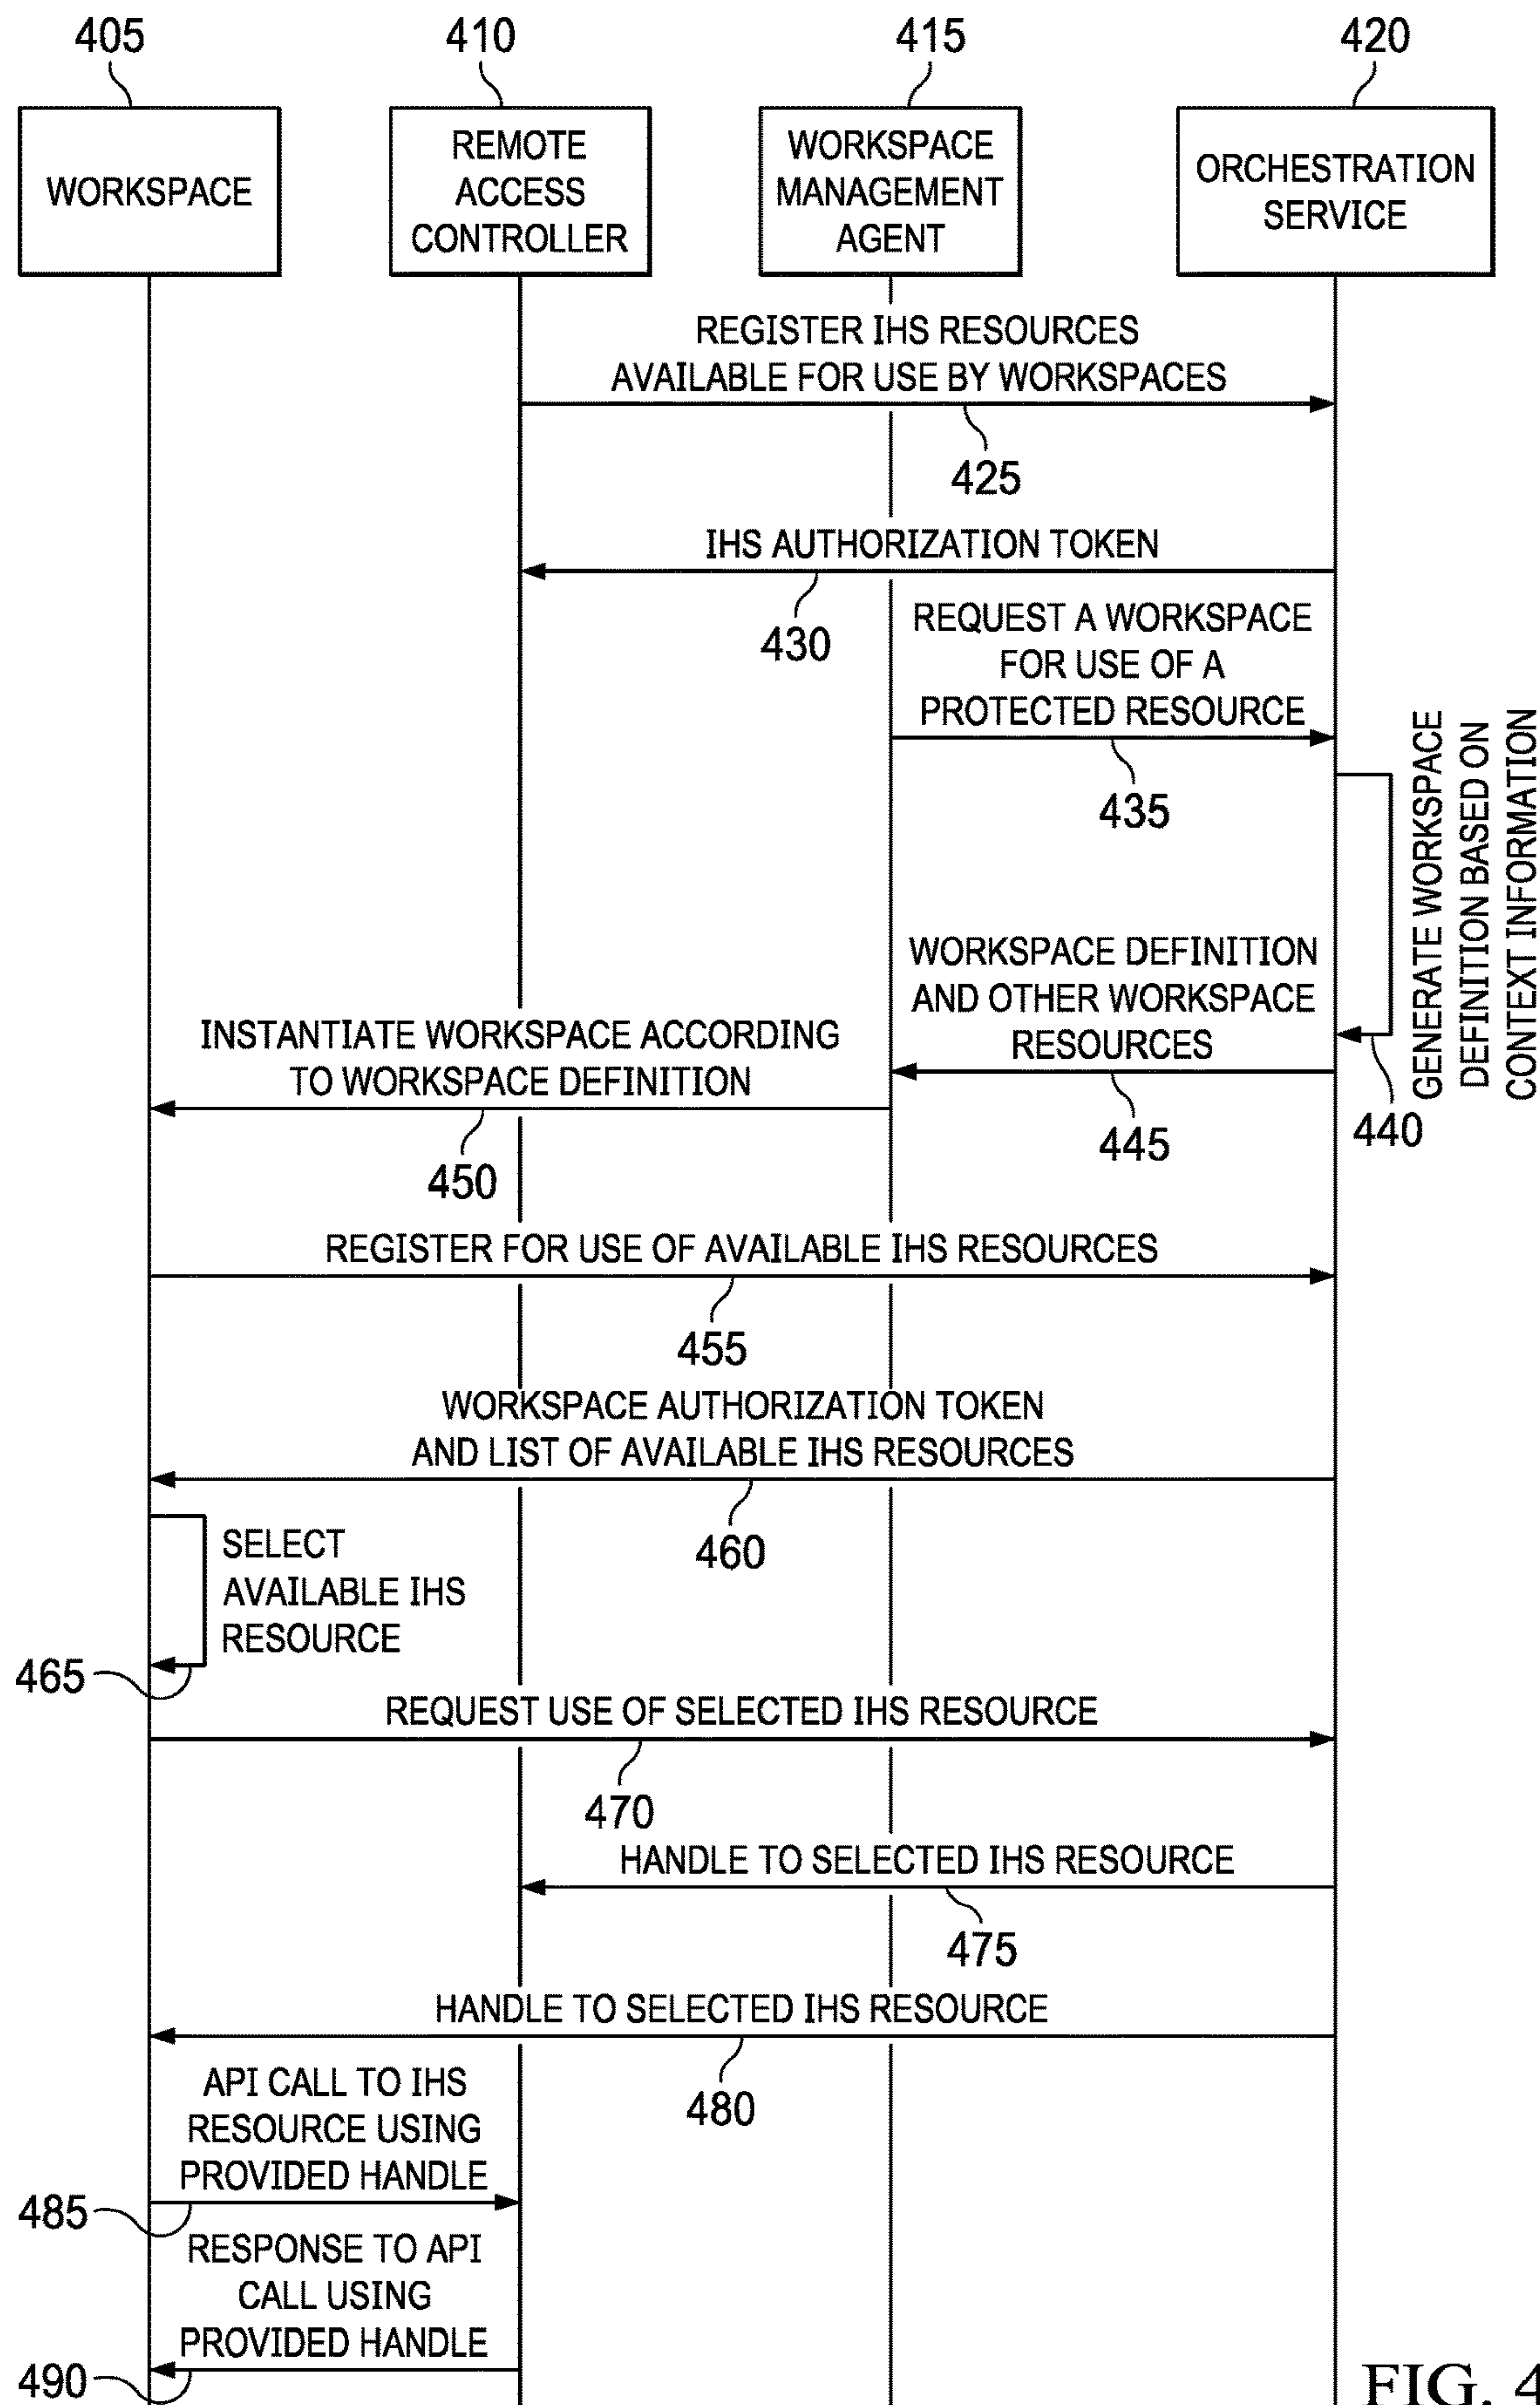 405
410
415
420
WORKSPACE
REMOTE
ACCESS
CONTROLLER
WORKSPACE
MANAGEMENT
AGENT
ORCHESTRATION
SERVICE
REGISTER IHS RESOURCES
AVAILABLE FOR USE BY WORKSPACES
425
IHS AUTHORIZATION TOKEN
430
REQUEST A WORKSPACE
FOR USE OF A
PROTECTED RESOURCE
435
GENERATE WORKSPACE
DEFINITION BASED ON
CONTEXT INFORMATION
440
WORKSPACE DEFINITION
AND OTHER WORKSPACE
RESOURCES
445
INSTANTIATE WORKSPACE ACCORDING
TO WORKSPACE DEFINITION
450
REGISTER FOR USE OF AVAILABLE IHS RESOURCES
455
WORKSPACE AUTHORIZATION TOKEN
AND LIST OF AVAILABLE IHS RESOURCES
460
SELECT
AVAILABLE IHS
RESOURCE
465
REQUEST USE OF SELECTED IHS RESOURCE
470
HANDLE TO SELECTED IHS RESOURCE
475
HANDLE TO SELECTED IHS RESOURCE
480
API CALL TO IHS
RESOURCE USING
PROVIDED HANDLE
485
RESPONSE TO API
CALL USING
PROVIDED HANDLE
490
FIG. 4